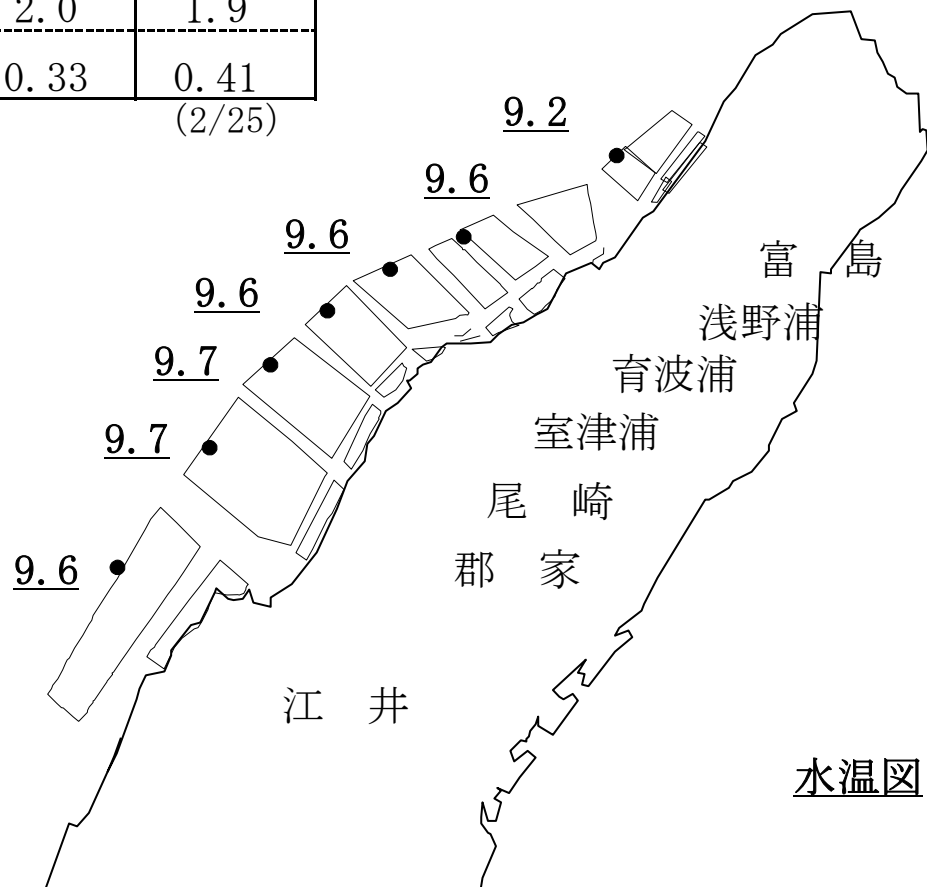 2.0 1.9
0.33 0.41
(2/25)
9.2
9.6
9.6
9.6
9.7
9.7
9.6
富 島
浅野浦
育波浦
室津浦
尾 崎
郡 家
江 井
水温図